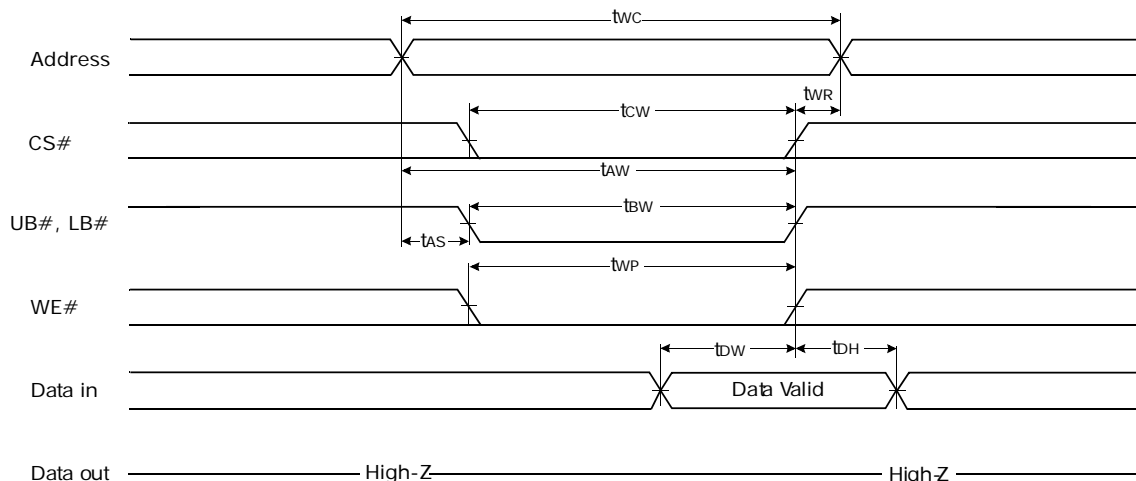 tWC
Address
tWR
tCW
CS#
tAW
tBW
UB#, LB#
tAS
tWP
WE#
tDW
tDH
Data in
Data Valid
Data out
High-Z
High-Z